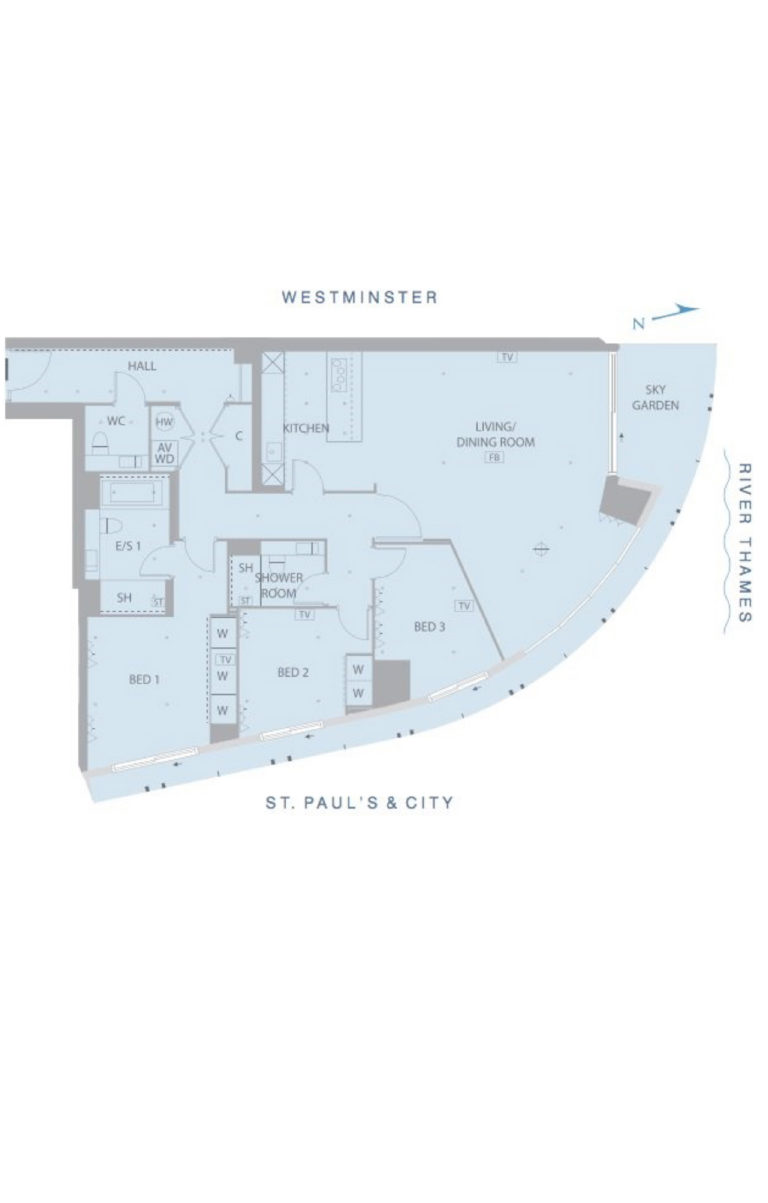 WESTMINSTER
N
HALL
TV
SKY
GARDEN
WC
HW
C
KITCHEN
LIVING/
DINING ROOM
AV
WD
FB
RIVER THAMES
E/S 1
SH
SHOWER
ROOM
ST
SH
ST
TV
TV
BED 3
W
TV
W
W
BED 1
BED 2
W
W
ST. PAUL'S & CITY